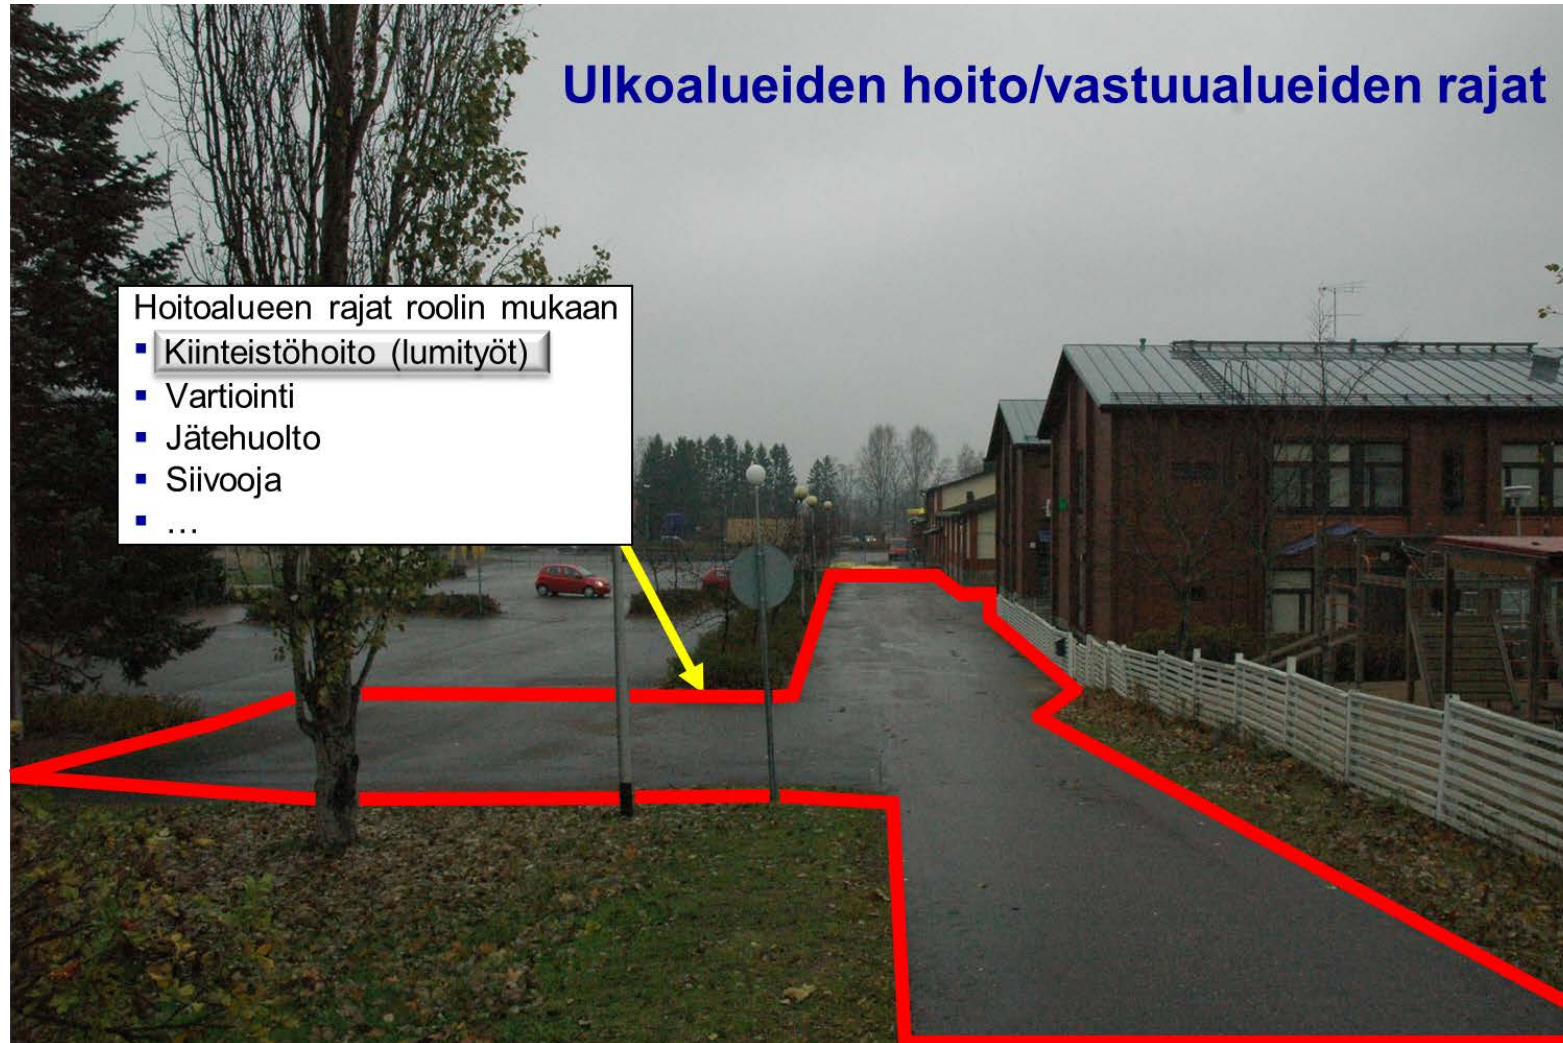 Ulkoalueiden hoito/vastuualueiden rajat
Hoitoalueen rajat roolin mukaan
▪ Kiinteistöhoito (lumityöt)
▪ Vartiointi
▪ Jätehuolto
▪ Siivooja
▪ …